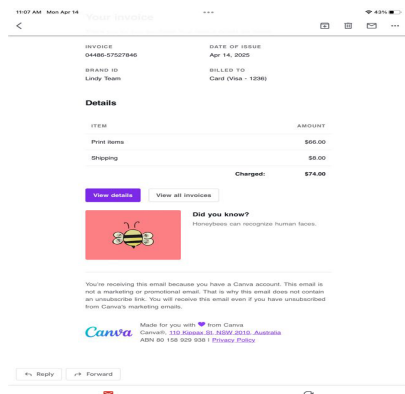 11:07 AM Mon Apr 14
43%
Your invoice
INVOICE
04486-57527846
DATE OF ISSUE
Apr 14, 2025
BRAND ID
Lindy Team
BILLED TO
Card (Visa - 1236)
Details
ITEM AMOUNT
Print items $66.00
Shipping $8.00
Charged: $74.00
View details View all invoices
Did you know?
Honeybees can recognize human faces.
You're receiving this email because you have a Canva account. This email is
not a marketing or promotional email. That is why this email does not contain
an unsubscribe link. You will receive this email even if you have unsubscribed
from Canva's marketing emails.
Canva
Made for you with from Canva
Canva®, 110 Kippax St, NSW 2010, Australia
ABN 80 158 929 938 | Privacy Policy
Reply Forward